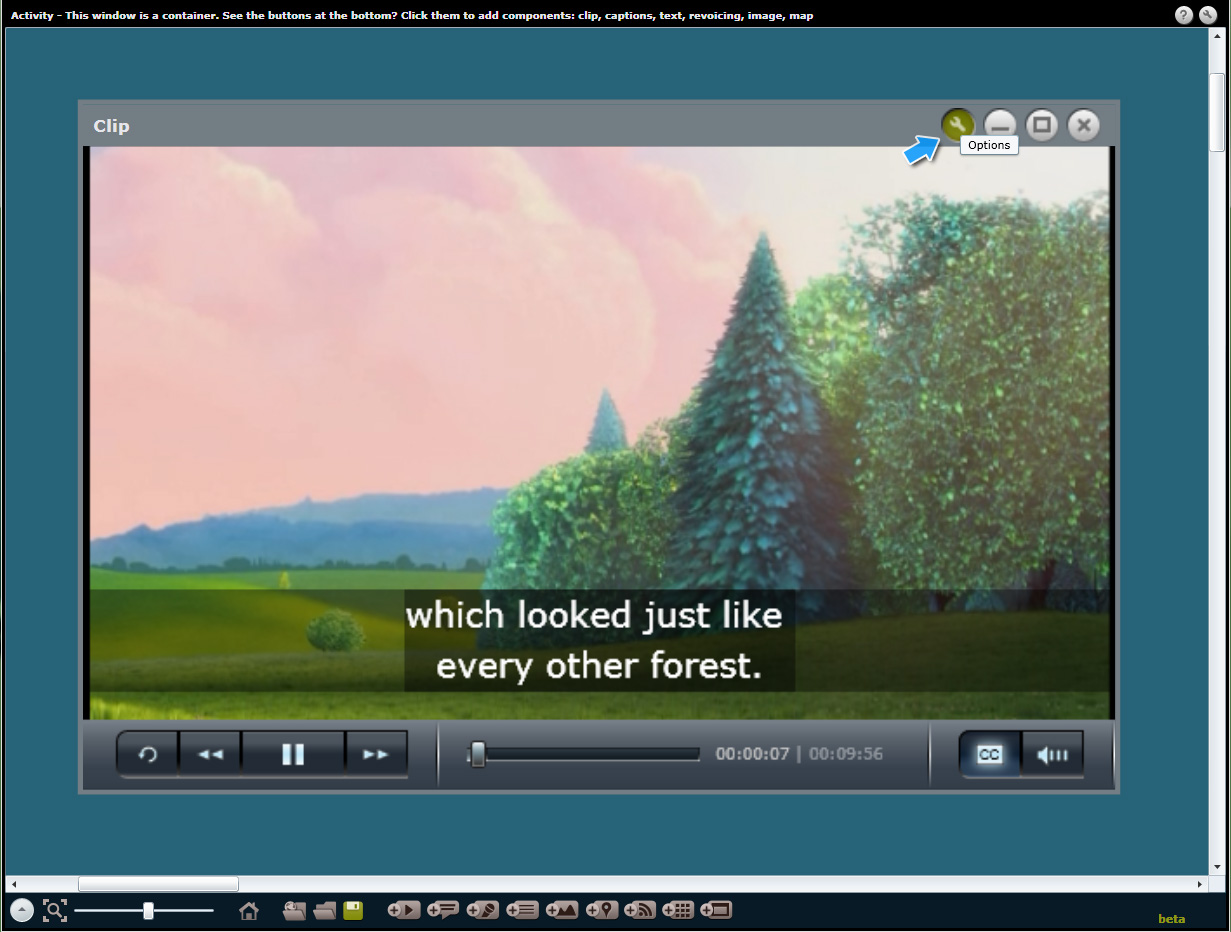 Activity - This window is a container. See the buttons at the bottom? Click them to add components: clip, captions, text, revoicing, image, map
?
Clip
Options
which looked just like
every other forest.
00:00:07 | 00:09:56
CC
beta